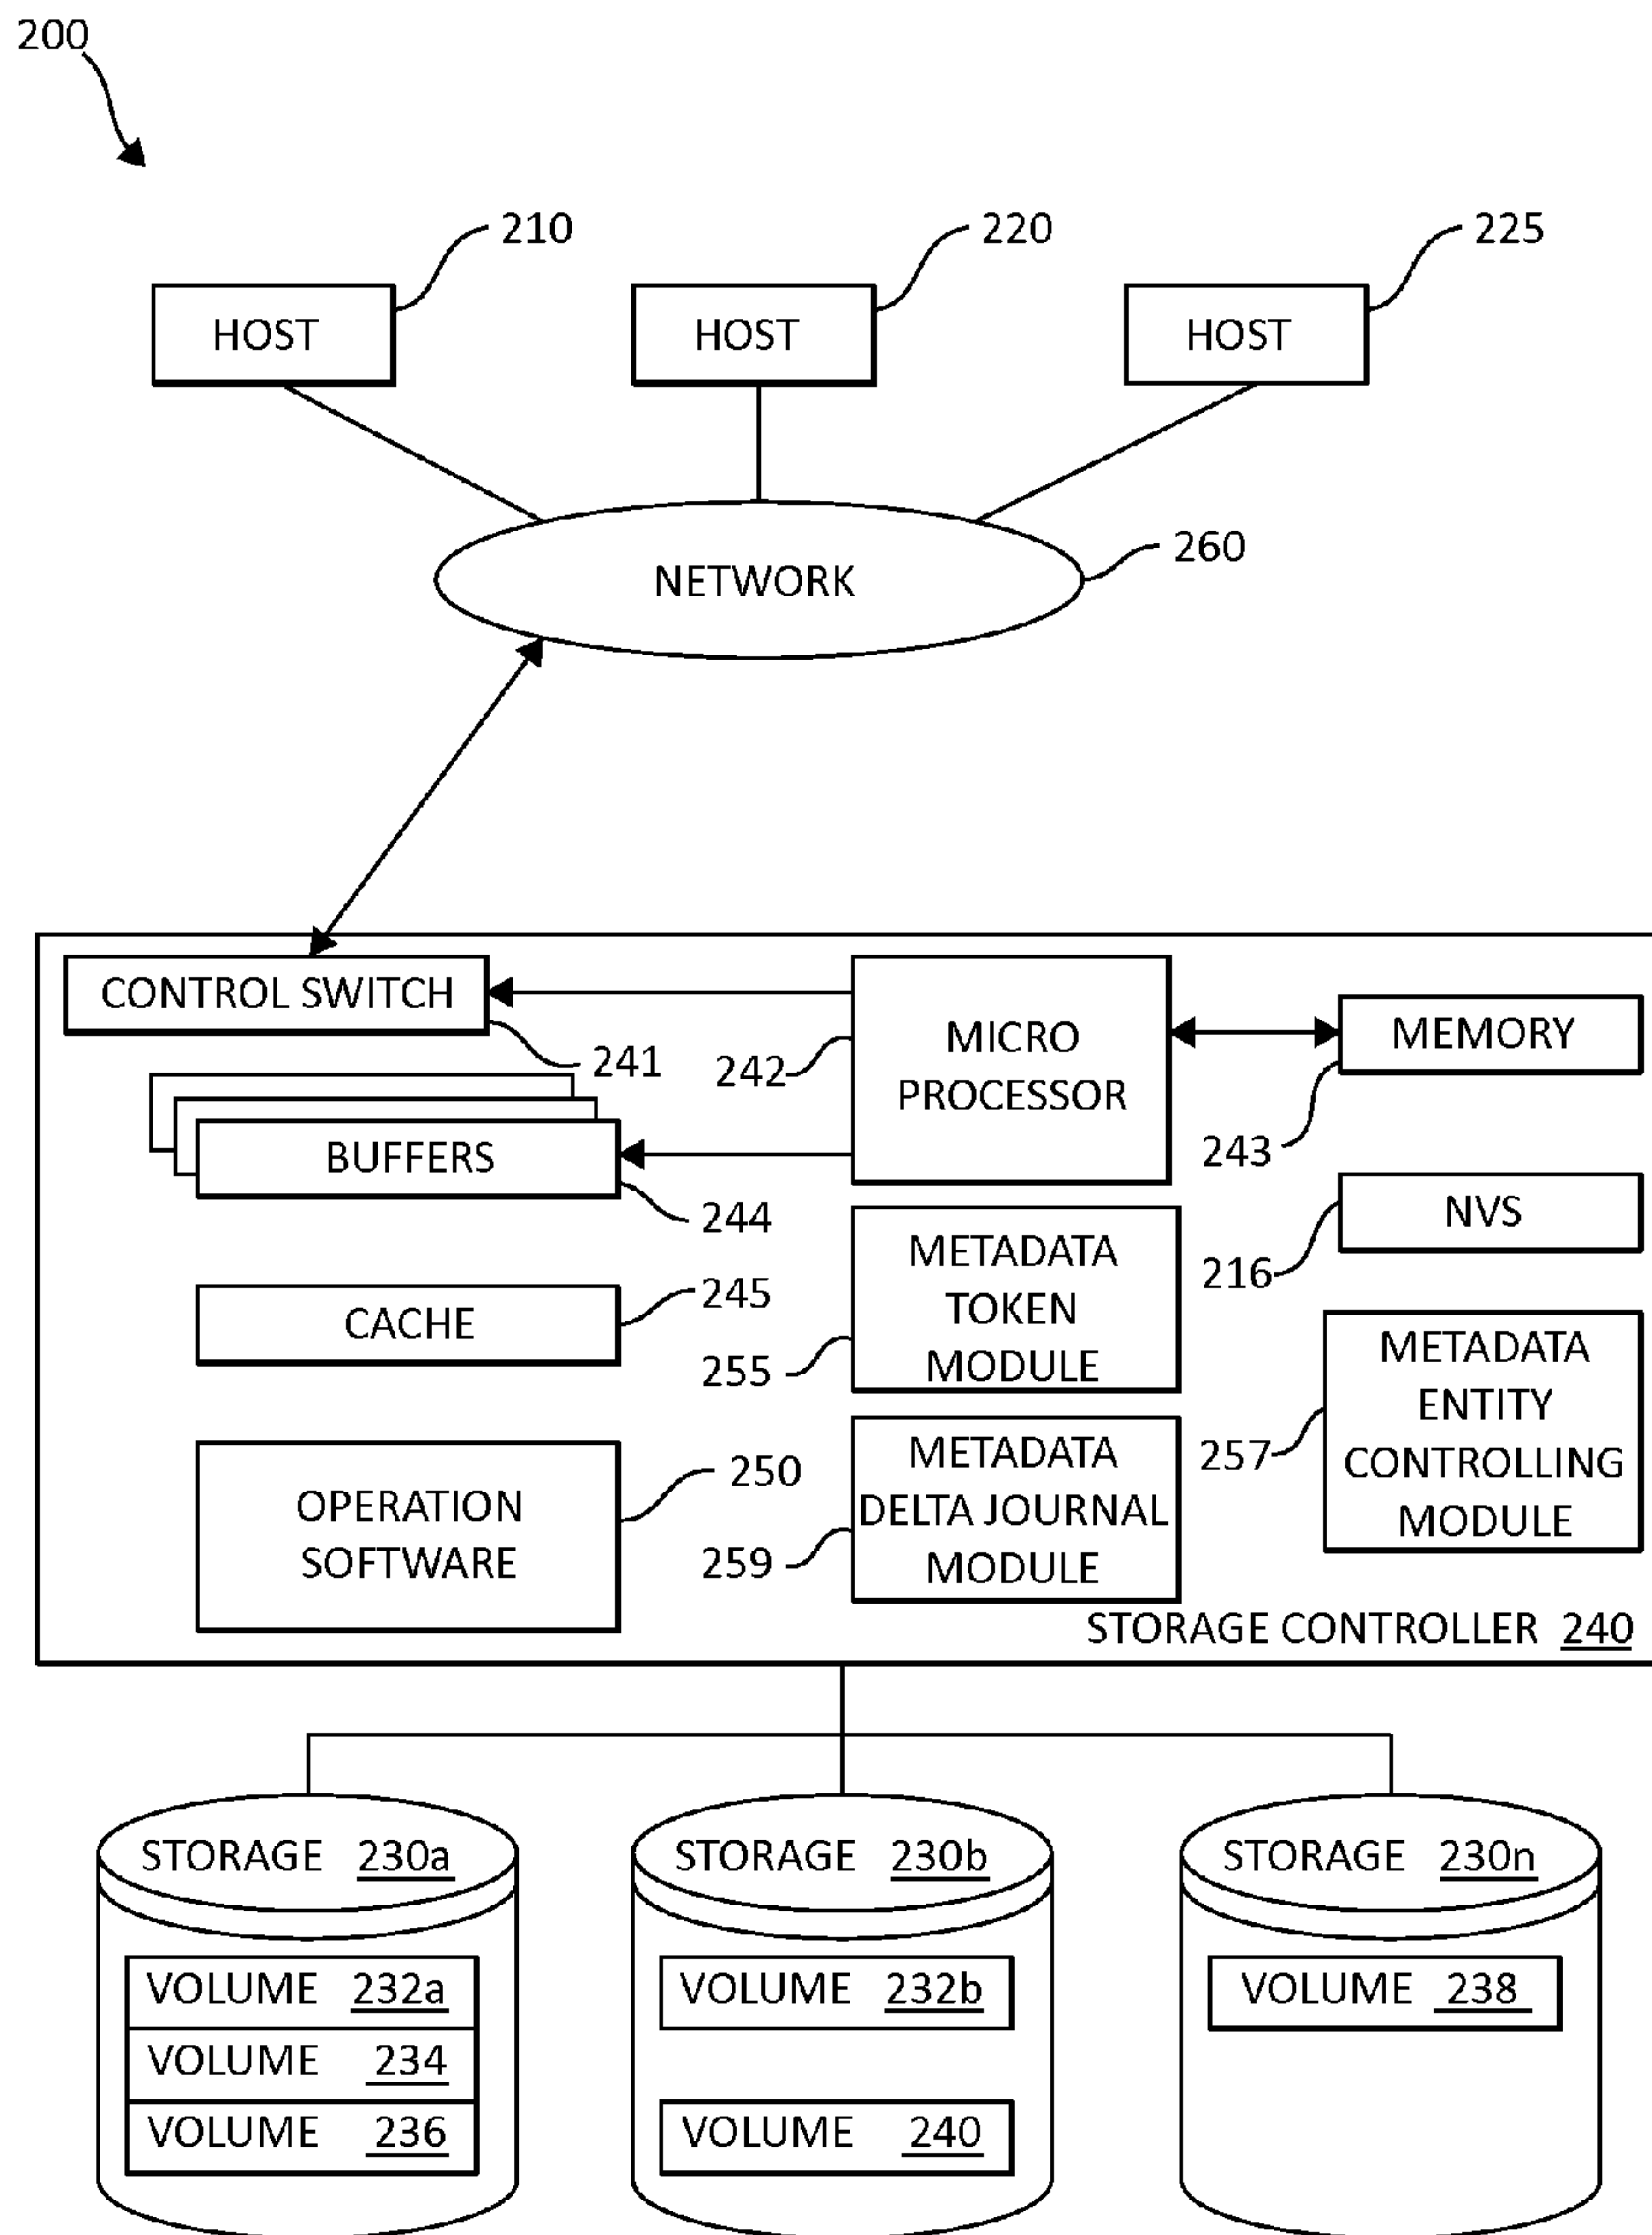 200
210
220
225
HOST
HOST
HOST
260
NETWORK
CONTROL SWITCH
241
242
MICRO
PROCESSOR
MEMORY
243
BUFFERS
244
NVS
216
CACHE
245
METADATA
TOKEN
MODULE
255
METADATA
ENTITY
CONTROLLING
MODULE
257
OPERATION
SOFTWARE
250
METADATA
DELTA JOURNAL
MODULE
259
STORAGE CONTROLLER 240
STORAGE 230a
STORAGE 230b
STORAGE 230n
VOLUME 232a
VOLUME 234
VOLUME 236
VOLUME 232b
VOLUME 240
VOLUME 238